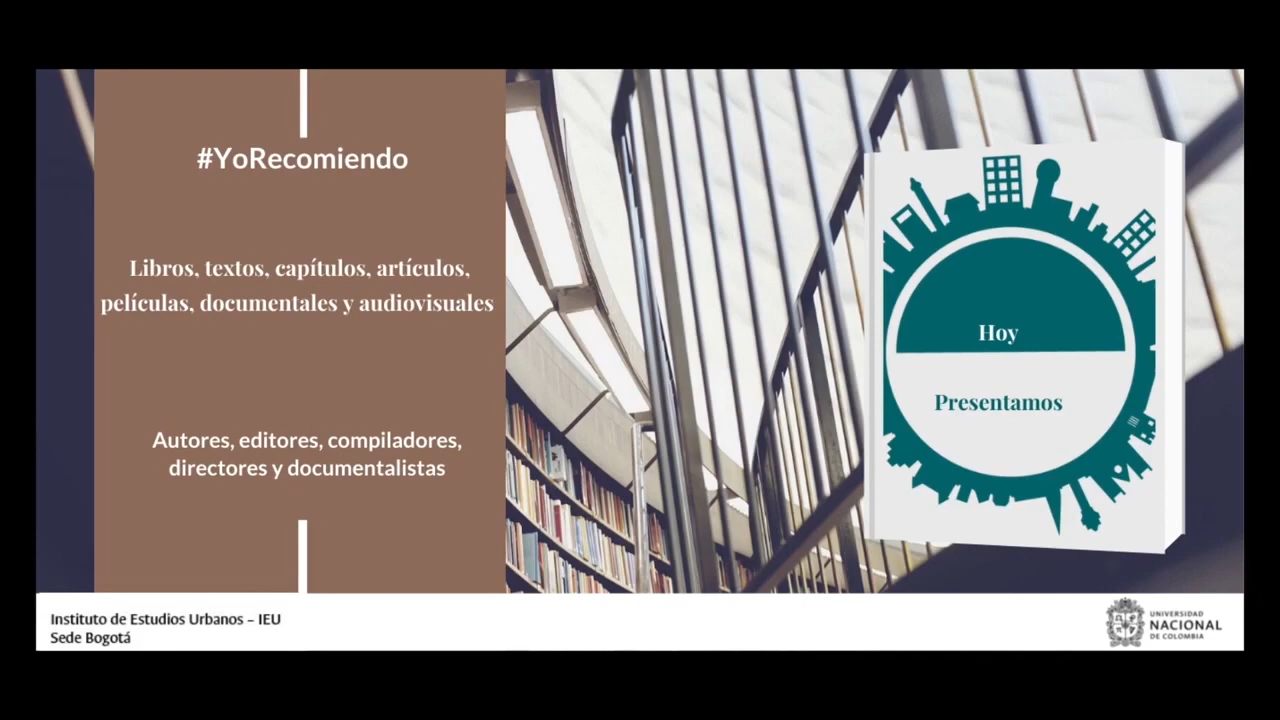 #YoRecomiendo
Libros, textos, capítulos, artículos,
películas, documentales y audiovisuales
Autores, editores, compiladores,
directores y documentalistas
Hoy
Presentamos
Instituto de Estudios Urbanos – IEU
Sede Bogotá
UNIVERSIDAD
NACIONAL
DE COLOMBIA